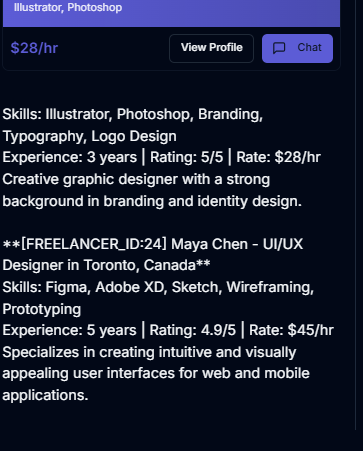 Illustrator, Photoshop
$28/hr
View Profile
Chat
Skills: Illustrator, Photoshop, Branding,
Typography, Logo Design
Experience: 3 years | Rating: 5/5 | Rate: $28/hr
Creative graphic designer with a strong
background in branding and identity design.
**[FREELANCER_ID:24] Maya Chen - UI/UX
Designer in Toronto, Canada**
Skills: Figma, Adobe XD, Sketch, Wireframing,
Prototyping
Experience: 5 years | Rating: 4.9/5 | Rate: $45/hr
Specializes in creating intuitive and visually
appealing user interfaces for web and mobile
applications.